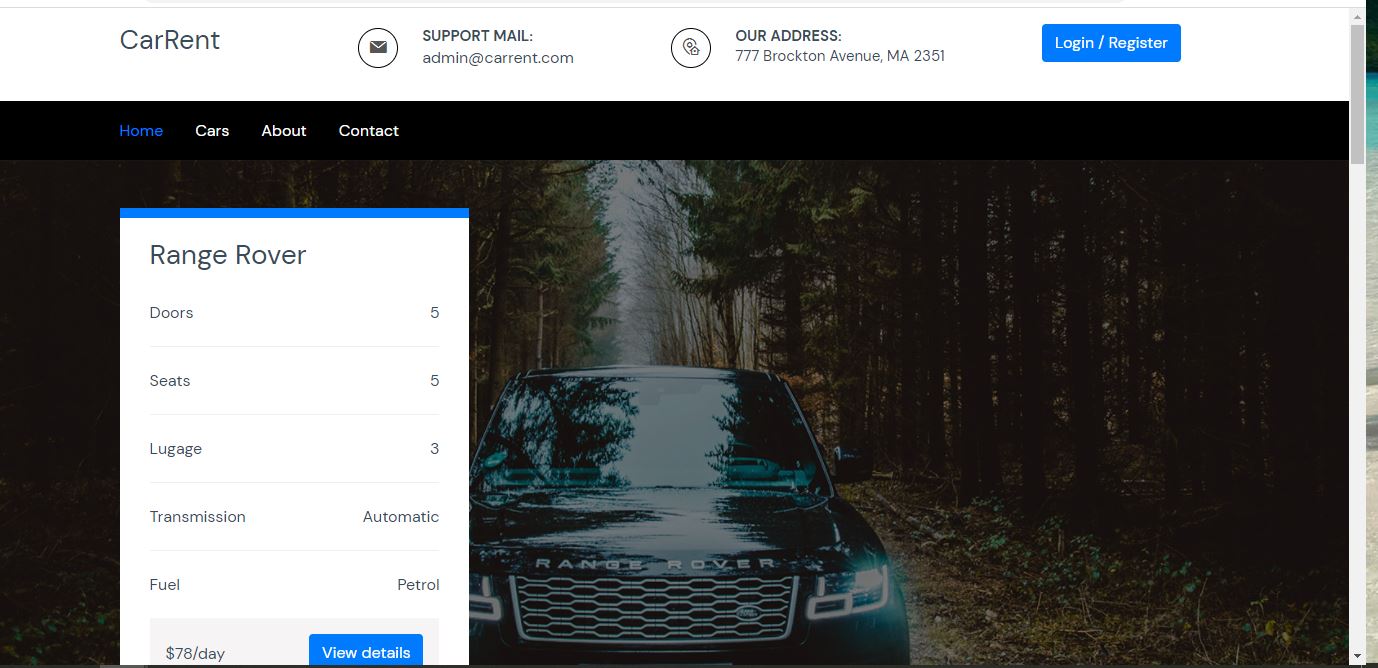 CarRent
SUPPORT MAIL:
admin@carrent.com
OUR ADDRESS:
777 Brockton Avenue, MA 2351
Login / Register
Home Cars About Contact
Range Rover
Doors 5
Seats 5
Lugage 3
Transmission Automatic
Fuel Petrol
$78/day View details
RANGE ROVER